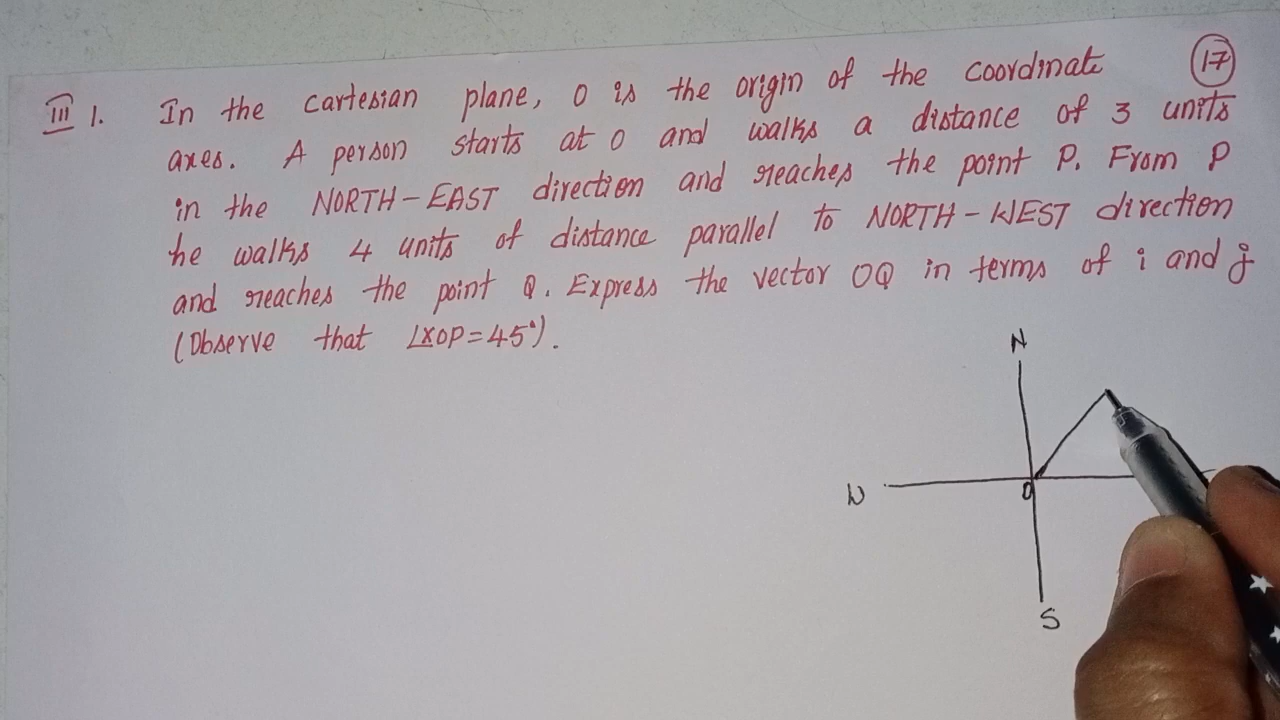 III 1. In the cartesian plane, O is the origin of the coordinate 17
axes. A person starts at O and walks a distance of 3 units
in the NORTH-EAST direction and reaches the point P. From P
he walks 4 units of distance parallel to NORTH-WEST direction
and reaches the point Q. Express the vector OQ in terms of i and j
(Observe that ∠XOP=45°).
N
W
O
S